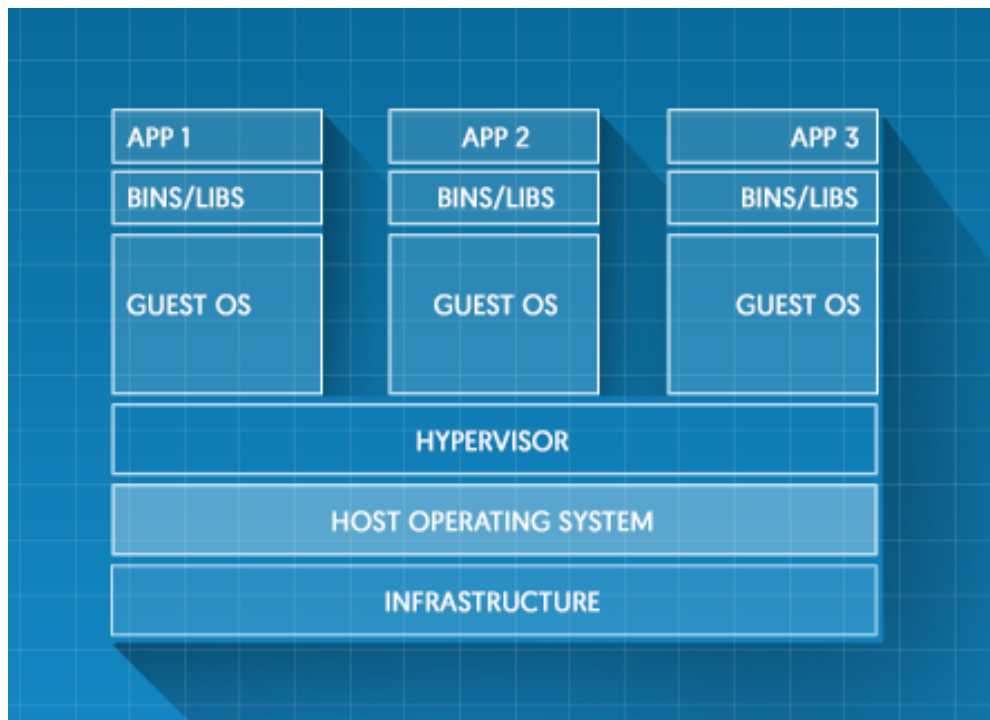 APP 1
APP 2
APP 3
BINS/LIBS
BINS/LIBS
BINS/LIBS
GUEST OS
GUEST OS
GUEST OS
HYPERVISOR
HOST OPERATING SYSTEM
INFRASTRUCTURE